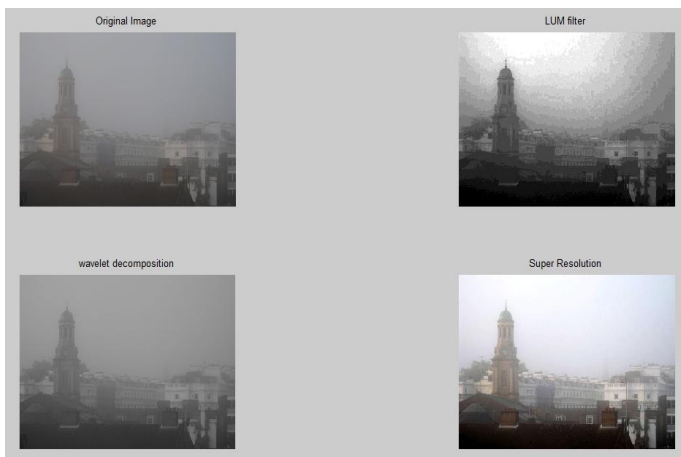 Original Image
LUM filter
wavelet decomposition
Super Resolution